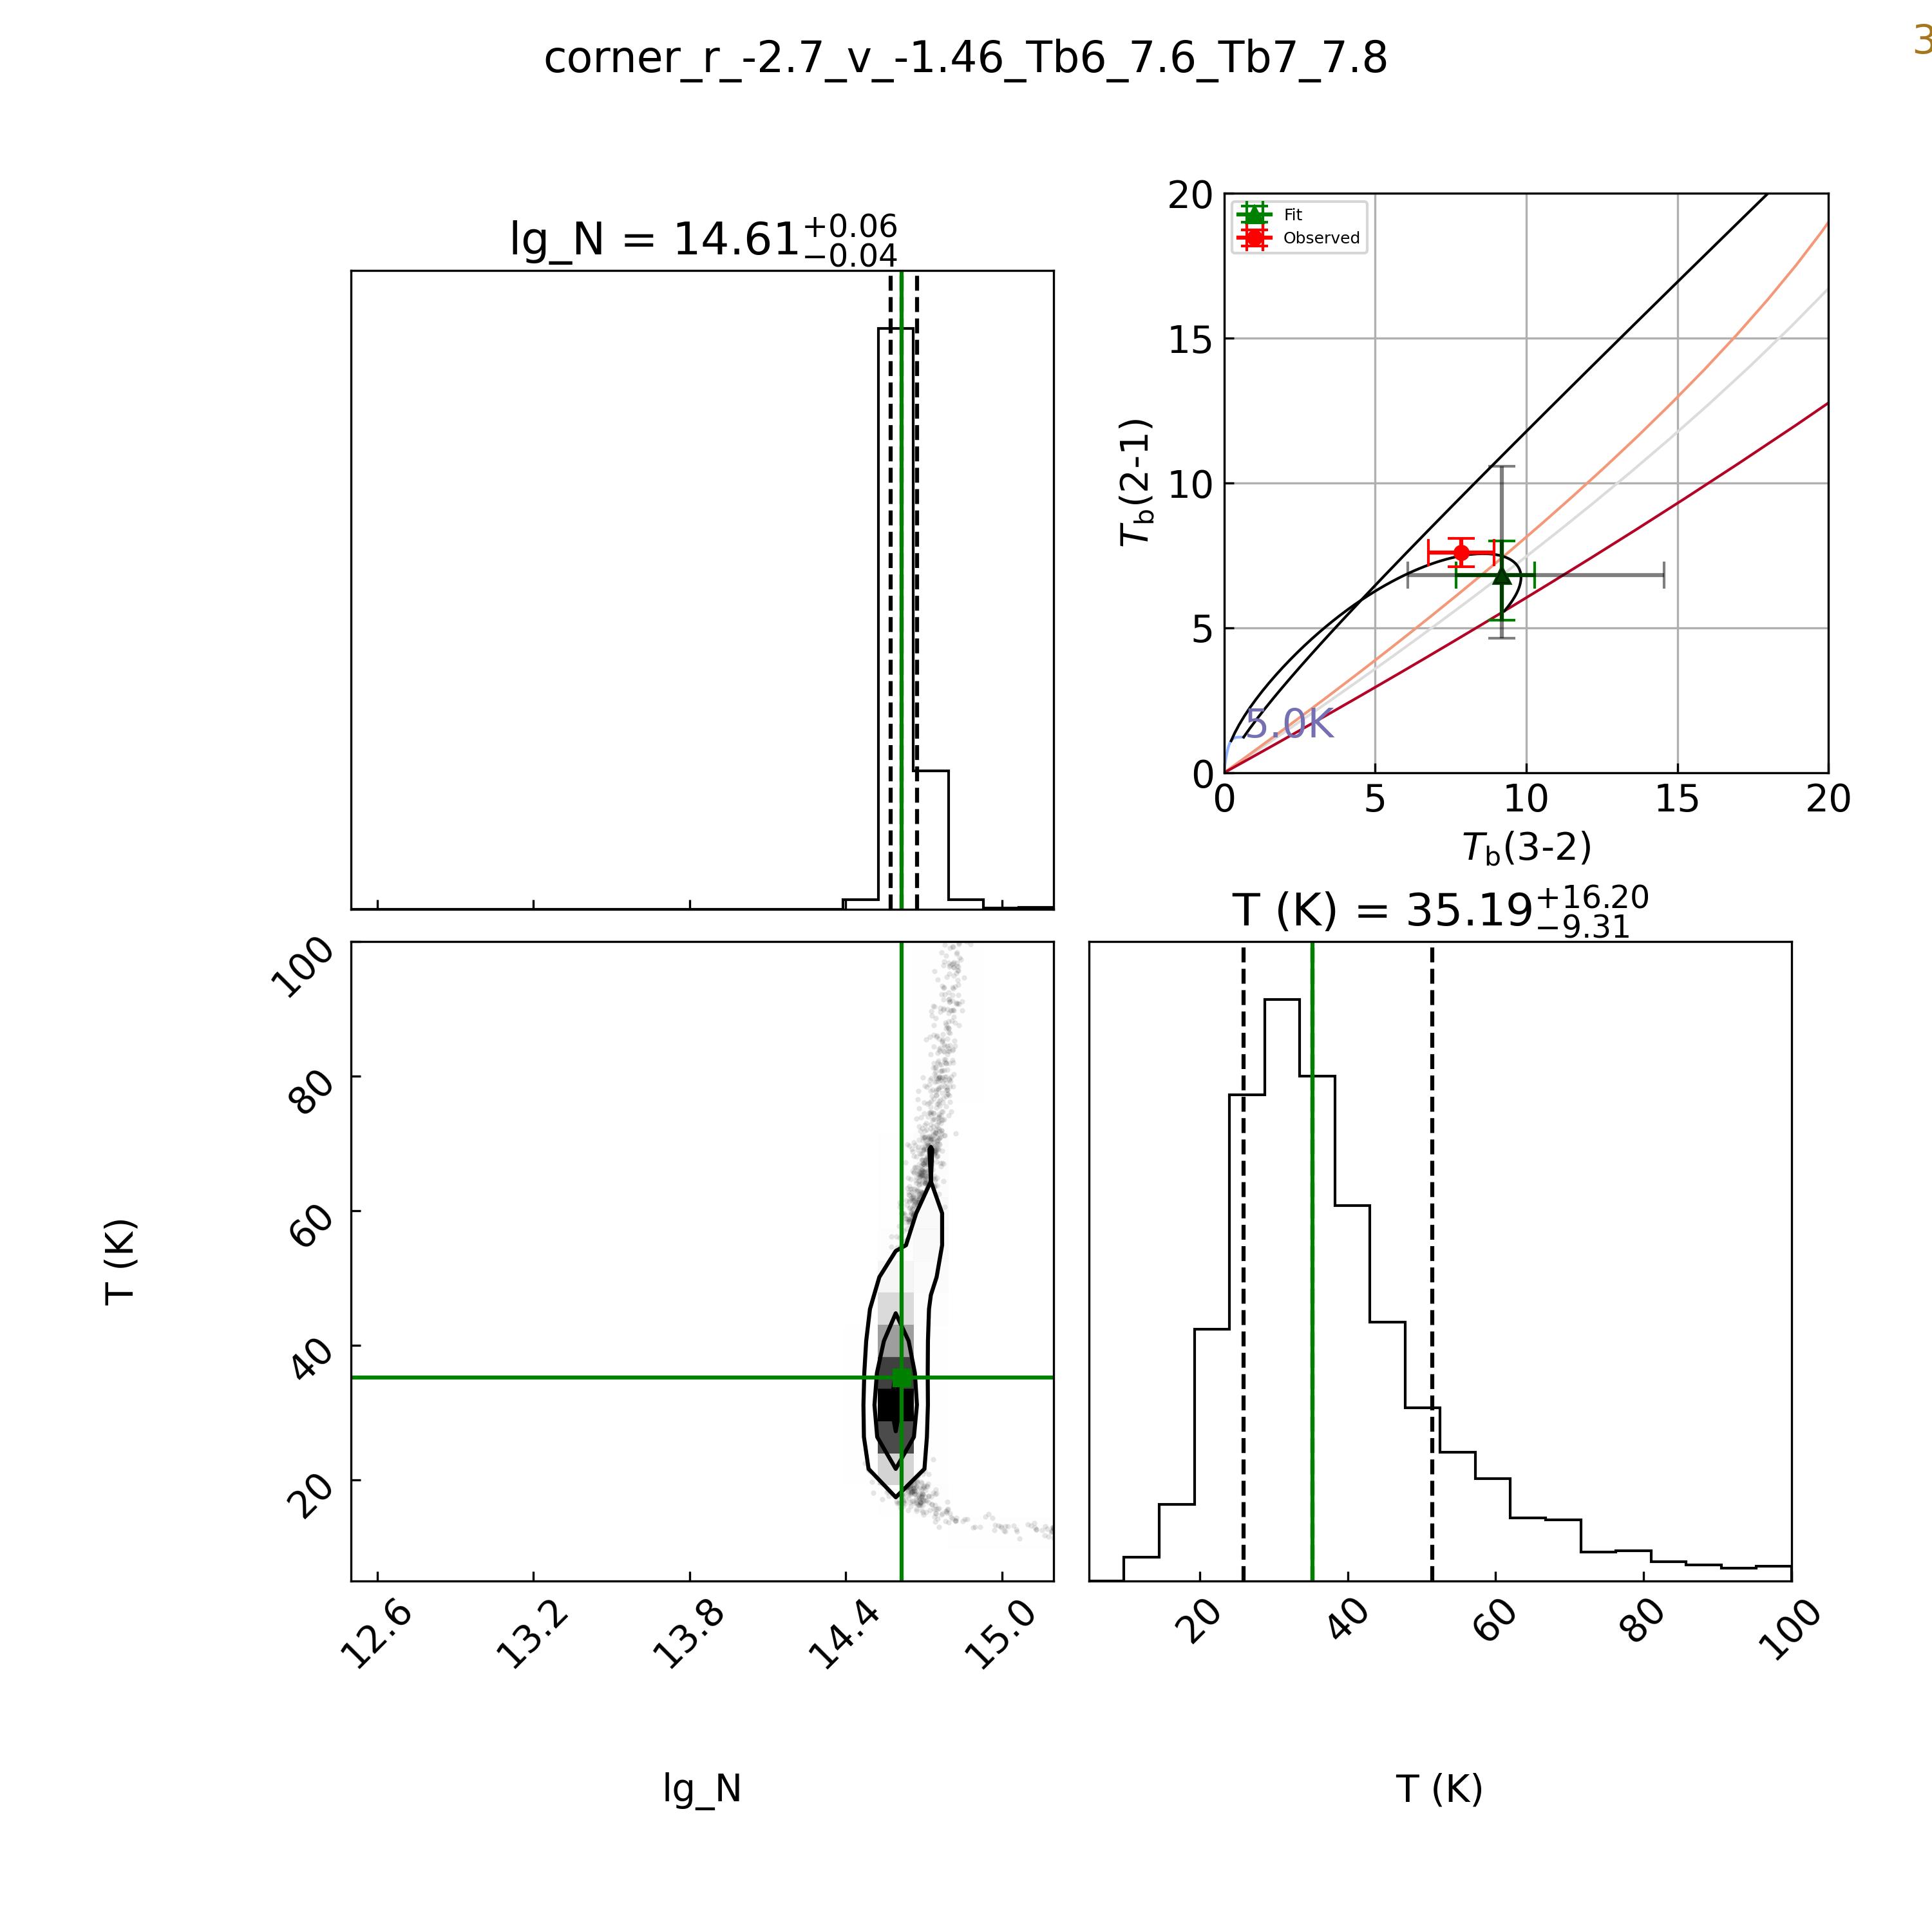 corner_r_-2.7_v_-1.46_Tb6_7.6_Tb7_7.8
3
lg_N = 14.61+0.06−0.04
20
15
10
5
0
Fit
Observed
5.0K
Tb(2-1)
0 5 10 15 20
Tb(3-2)
T (K) = 35.19+16.20−9.31
100
80
60
40
20
T (K)
12.6 13.2 13.8 14.4 15.0
20 40 60 80 100
lg_N
T (K)